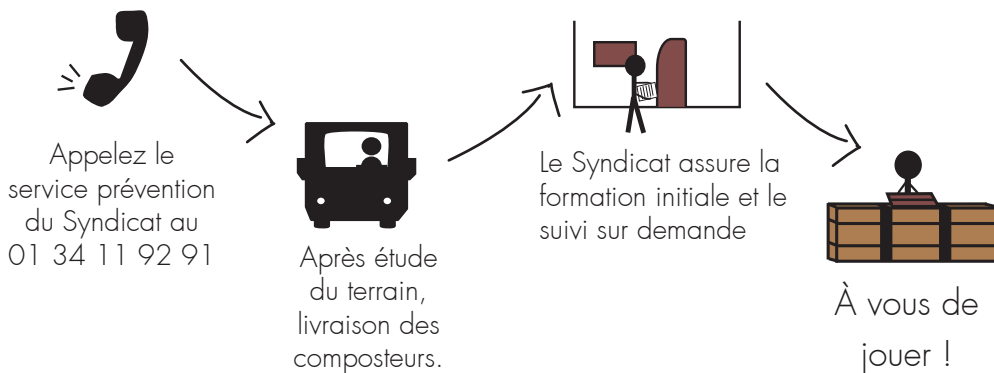 Appelez le
service prévention
du Syndicat au
01 34 11 92 91
Après étude
du terrain,
livraison des
composteurs.
Le Syndicat assure la
formation initiale et le
suivi sur demande
À vous de
jouer !